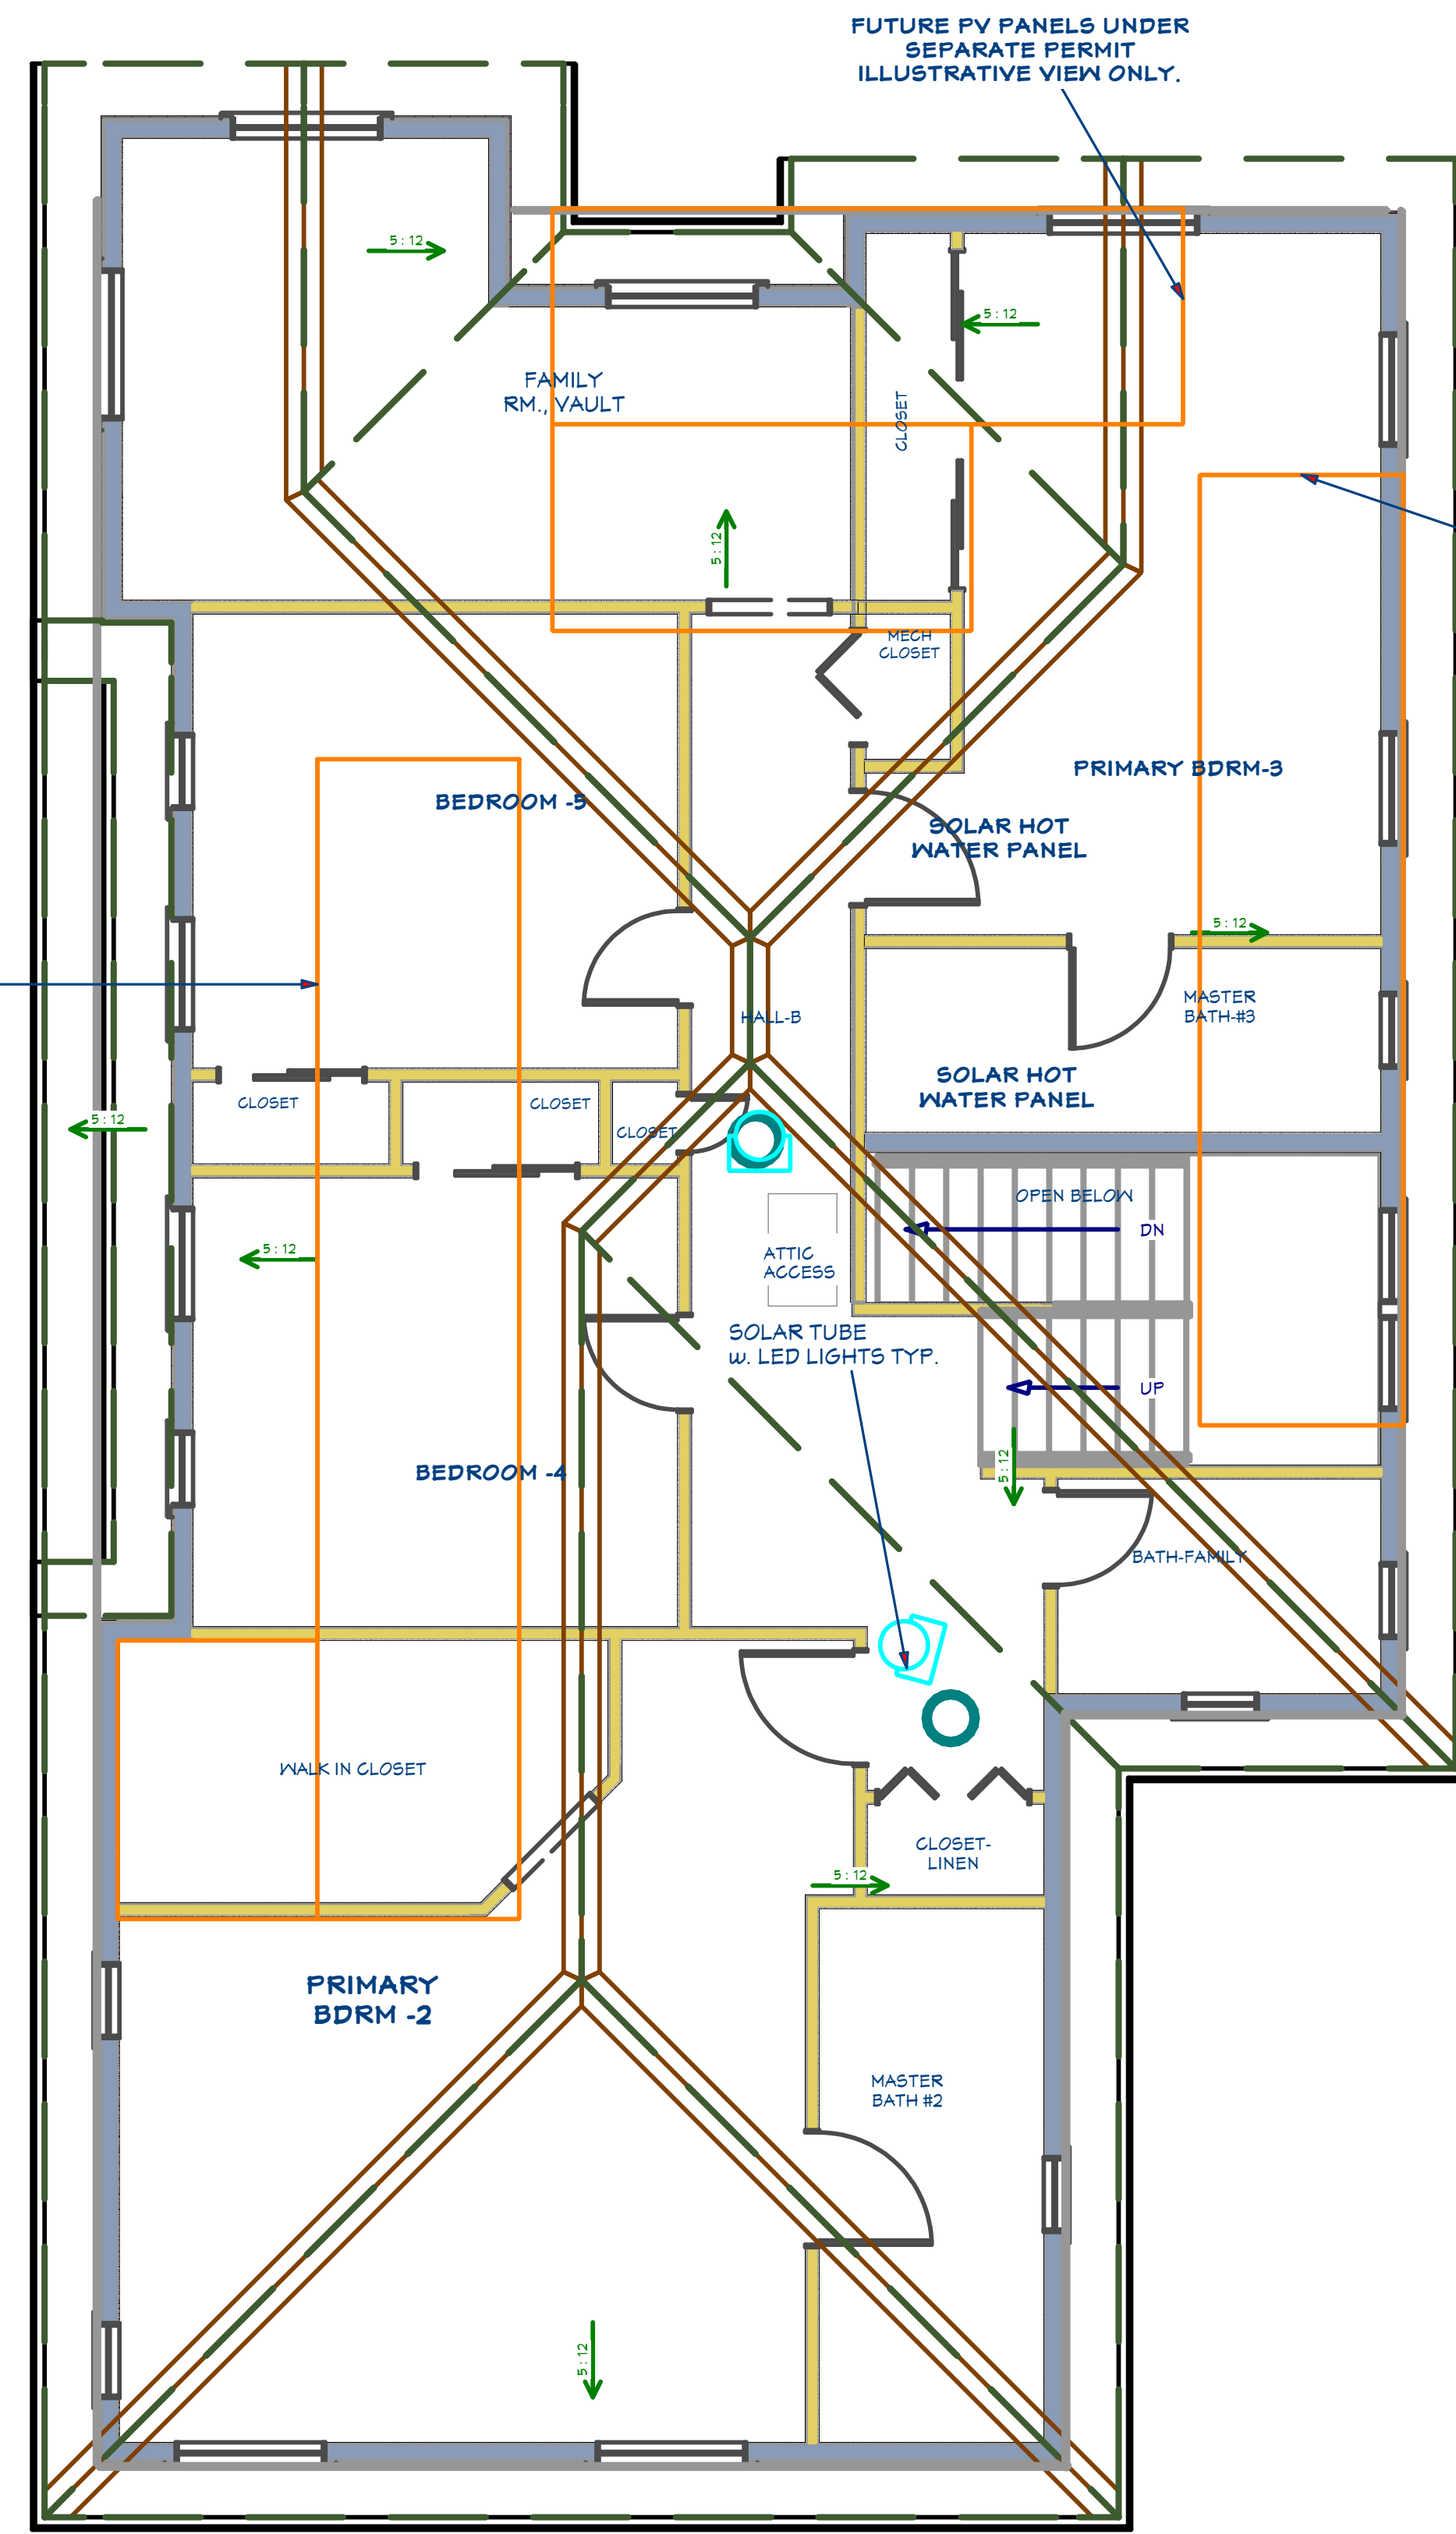 FUTURE PV PANELS UNDER
SEPARATE PERMIT
ILLUSTRATIVE VIEW ONLY.
5 : 12
5 : 12
FAMILY
RM., VAULT
CLOSET
5 : 12
MECH
CLOSET
PRIMARY BDRM-3
BEDROOM -5
SOLAR HOT
WATER PANEL
5 : 12
MASTER
BATH-#3
HALL-B
SOLAR HOT
WATER PANEL
CLOSET
CLOSET
CLOSET
5 : 12
OPEN BELOW
DN
5 : 12
ATTIC
ACCESS
SOLAR TUBE
w. LED LIGHTS TYP.
UP
5 : 12
BEDROOM -4
BATH-FAMILY
WALK IN CLOSET
CLOSET-
LINEN
5 : 12
PRIMARY
BDRM -2
MASTER
BATH #2
5 : 12